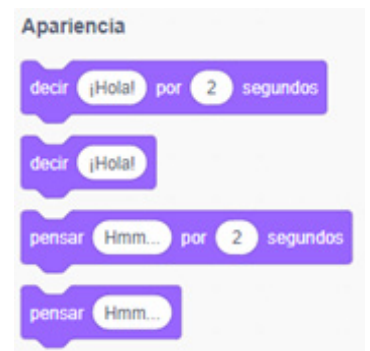 Apariencia
decir ¡Hola! por 2 segundos
decir ¡Hola!
pensar Hmm... por 2 segundos
pensar Hmm...